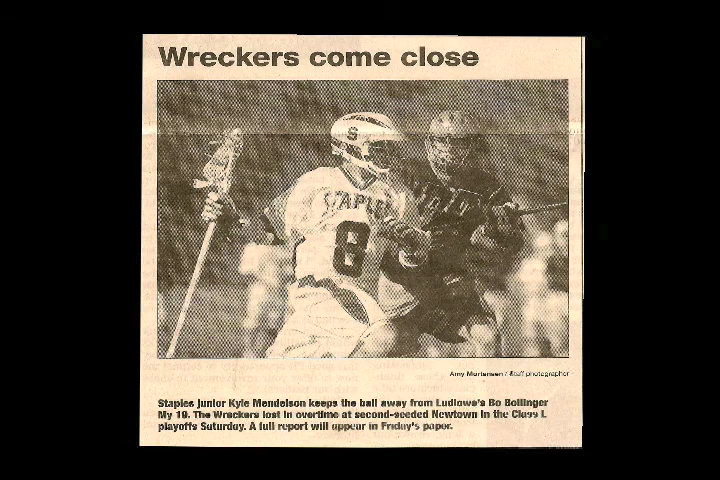 Wreckers come close
S
STAPLES
8
Amy Mortensen / Staff photographer
Staples junior Kyle Mendelson keeps the ball away from Ludlowe's Bo Bollinger
My 19. The Wreckers lost in overtime at second-seeded Newtown in the Class L
playoffs Saturday. A full report will appear in Friday's paper.